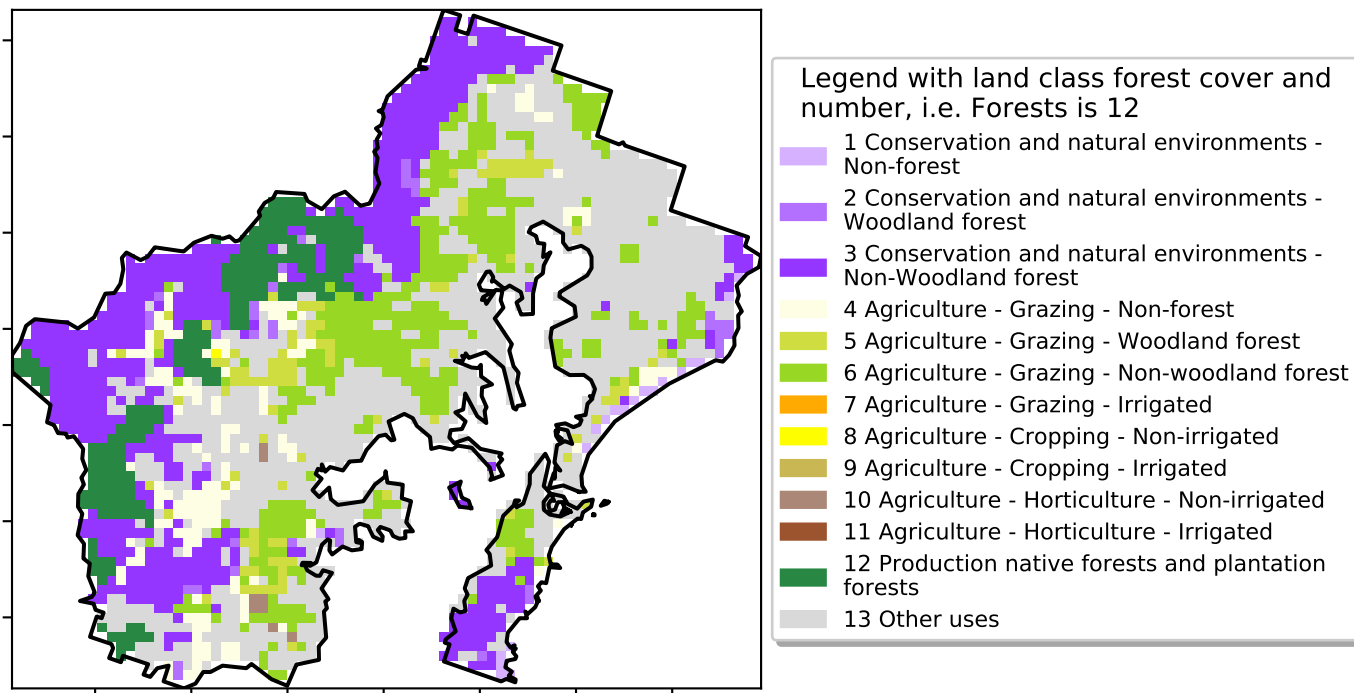 Legend with land class forest cover and
number, i.e. Forests is 12
1 Conservation and natural environments -
Non-forest
2 Conservation and natural environments -
Woodland forest
3 Conservation and natural environments -
Non-Woodland forest
4 Agriculture - Grazing - Non-forest
5 Agriculture - Grazing - Woodland forest
6 Agriculture - Grazing - Non-woodland forest
7 Agriculture - Grazing - Irrigated
8 Agriculture - Cropping - Non-irrigated
9 Agriculture - Cropping - Irrigated
10 Agriculture - Horticulture - Non-irrigated
11 Agriculture - Horticulture - Irrigated
12 Production native forests and plantation
forests
13 Other uses